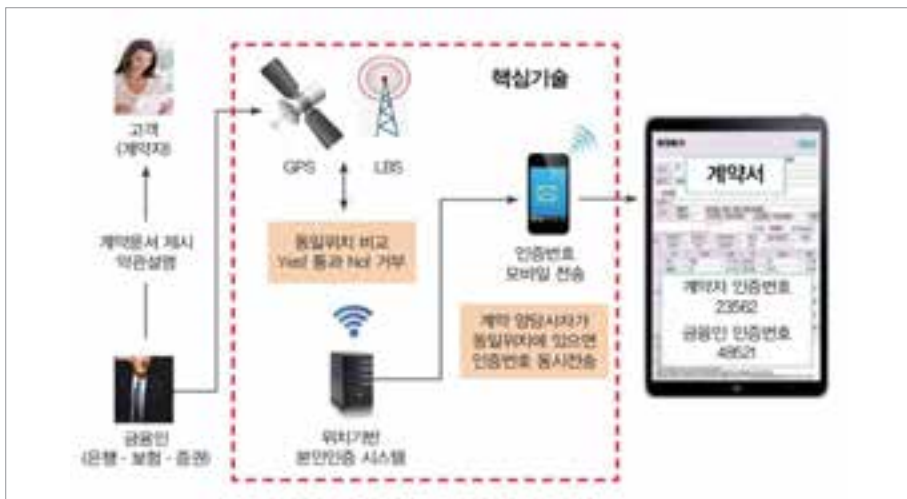 핵심기술
고객
(계약자)
GPS
LBS
계약서
계약문서 제시
약관설명
동일위치 비교
Yes! 통과 No! 거부
인증번호
모바일 전송
계약자 인증번호
23562
계약 양당사자가
동일위치에 있으면
인증번호 동시전송
금융인 인증번호
48521
금융인
(은행 - 보험 - 증권)
위치기반
본인인증 시스템